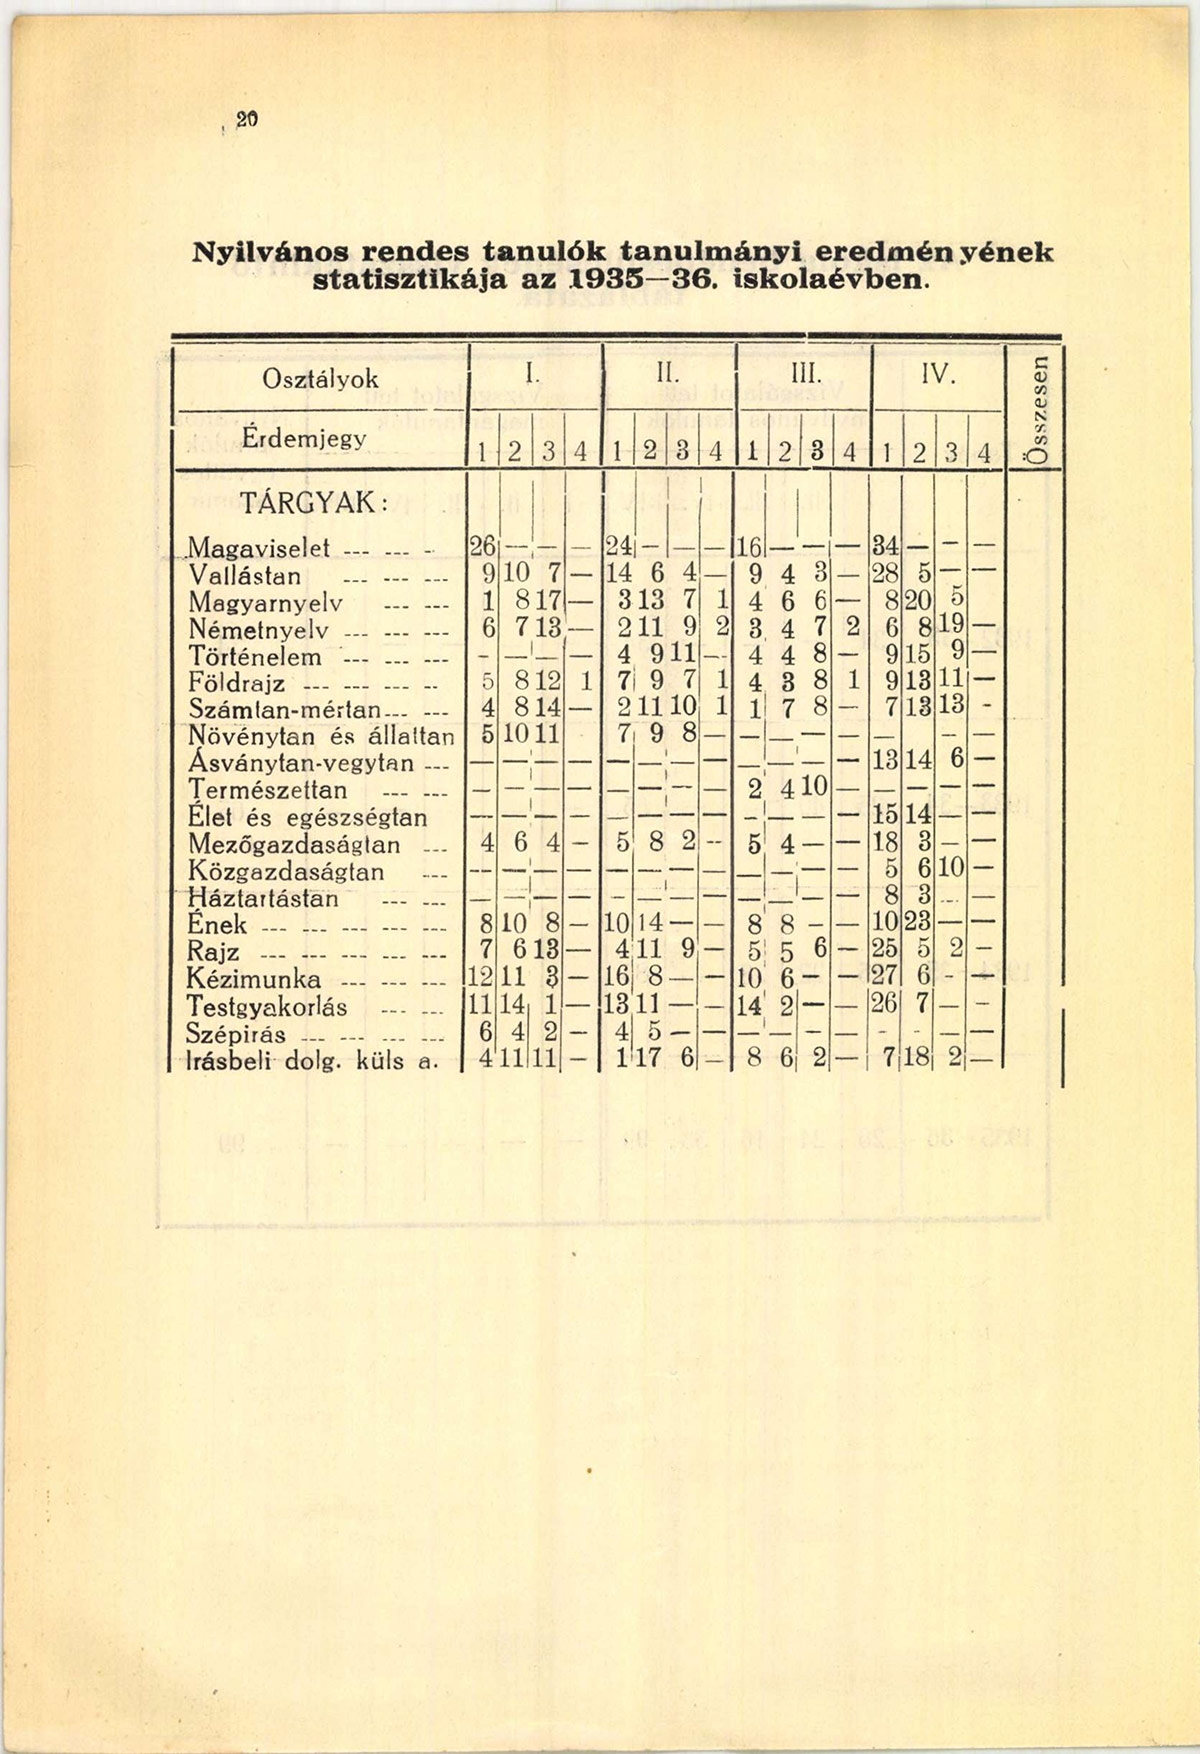 20
Nyilvános rendes tanulók tanulmányi eredményének
statisztikája az 1935—36. iskolaévben.
Osztályok I. II. III. IV. Összesen
Érdemjegy 1 2 3 4 1 2 3 4 1 2 3 4 1 2 3 4
TÁRGYAK:
Magaviselet --- --- - 26 — — — 24 — — — 16 — — — 34 — — —
Vallástan --- --- --- 9 10 7 — 14 6 4 — 9 4 3 — 28 5 — —
Magyarnyelv --- --- 1 8 17 — 3 13 7 1 4 6 6 — 8 20 5
Németnyelv --- --- --- 6 7 13 — 2 11 9 2 3 4 7 2 6 8 19 —
Történelem --- --- --- - — — — 4 9 11 -- 4 4 8 — 9 15 9 —
Földrajz --- --- --- -- 5 8 12 1 7 9 7 1 4 3 8 1 9 13 11 —
Számtan-mértan --- --- 4 8 14 — 2 11 10 1 1 7 8 — 7 13 13 -
Növénytan és állattan 5 10 11 7 9 8 — — — — — — — — —
Ásványtan-vegytan --- — — — — — — — — — — — — 13 14 6 —
Természettan --- --- — — — — — — — — 2 4 10 — — — — —
Élet és egészségtan — — — — — — — — - — — — 15 14 — —
Mezőgazdaságtan --- 4 6 4 - 5 8 2 -- 5 4 — — 18 3 — —
Közgazdaságtan --- -- — — — — — — — — — — — 5 6 10 —
Háztartástan --- --- — — — — - — — — — — — — 8 3 -- —
Ének --- --- --- --- --- 8 10 8 — 10 14 — — 8 8 - — 10 23 — —
Rajz --- --- --- --- --- 7 6 13 — 4 11 9 — 5 5 6 — 25 5 2 -
Kézimunka --- --- --- 12 11 3 — 16 8 — — 10 6 - — 27 6 - -
Testgyakorlás --- --- 11 14 1 — 13 11 — - 14 2 — — 26 7 — -
Szépirás --- --- --- --- 6 4 2 — 4 5 — — — — — — - - — —
Irásbeli dolg. küls a. 4 11 11 — 1 17 6 — 8 6 2 — 7 18 2 —